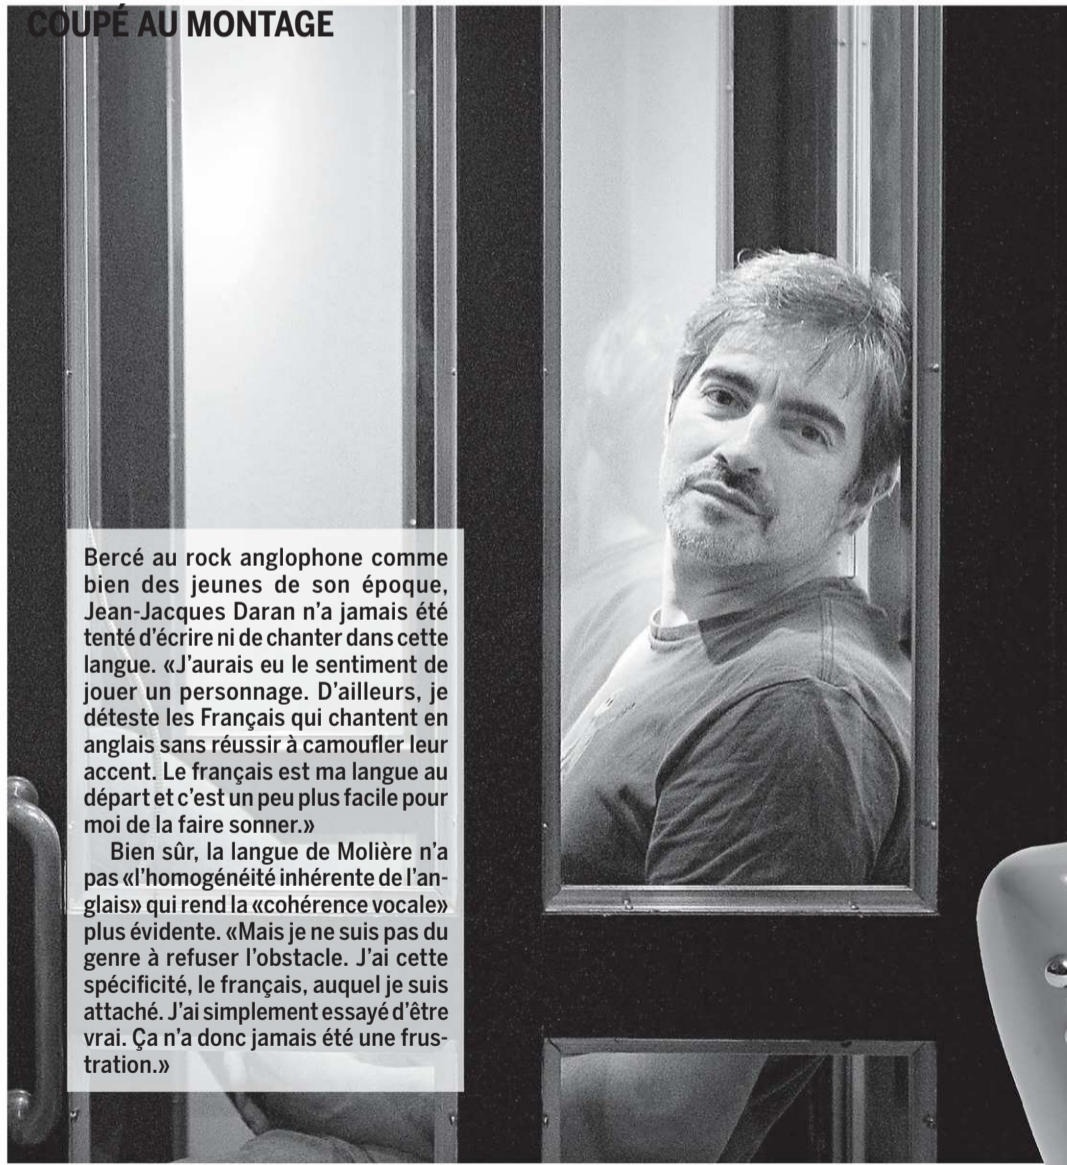 COUPÉ AU MONTAGE
Bercé au rock anglophone comme
bien des jeunes de son époque,
Jean-Jacques Daran n'a jamais été
tenté d'écrire ni de chanter dans cette
langue. «J'aurais eu le sentiment de
jouer un personnage. D'ailleurs, je
déteste les Français qui chantent en
anglais sans réussir à camoufler leur
accent. Le français est ma langue au
départ et c'est un peu plus facile pour
moi de la faire sonner.»
Bien sûr, la langue de Molière n'a
pas «l'homogénéité inhérente de l'an-
glais» qui rend la «cohérence vocale»
plus évidente. «Mais je ne suis pas du
genre à refuser l'obstacle. J'ai cette
spécificité, le français, auquel je suis
attaché. J'ai simplement essayé d'être
vrai. Ça n'a donc jamais été une frus-
tration.»